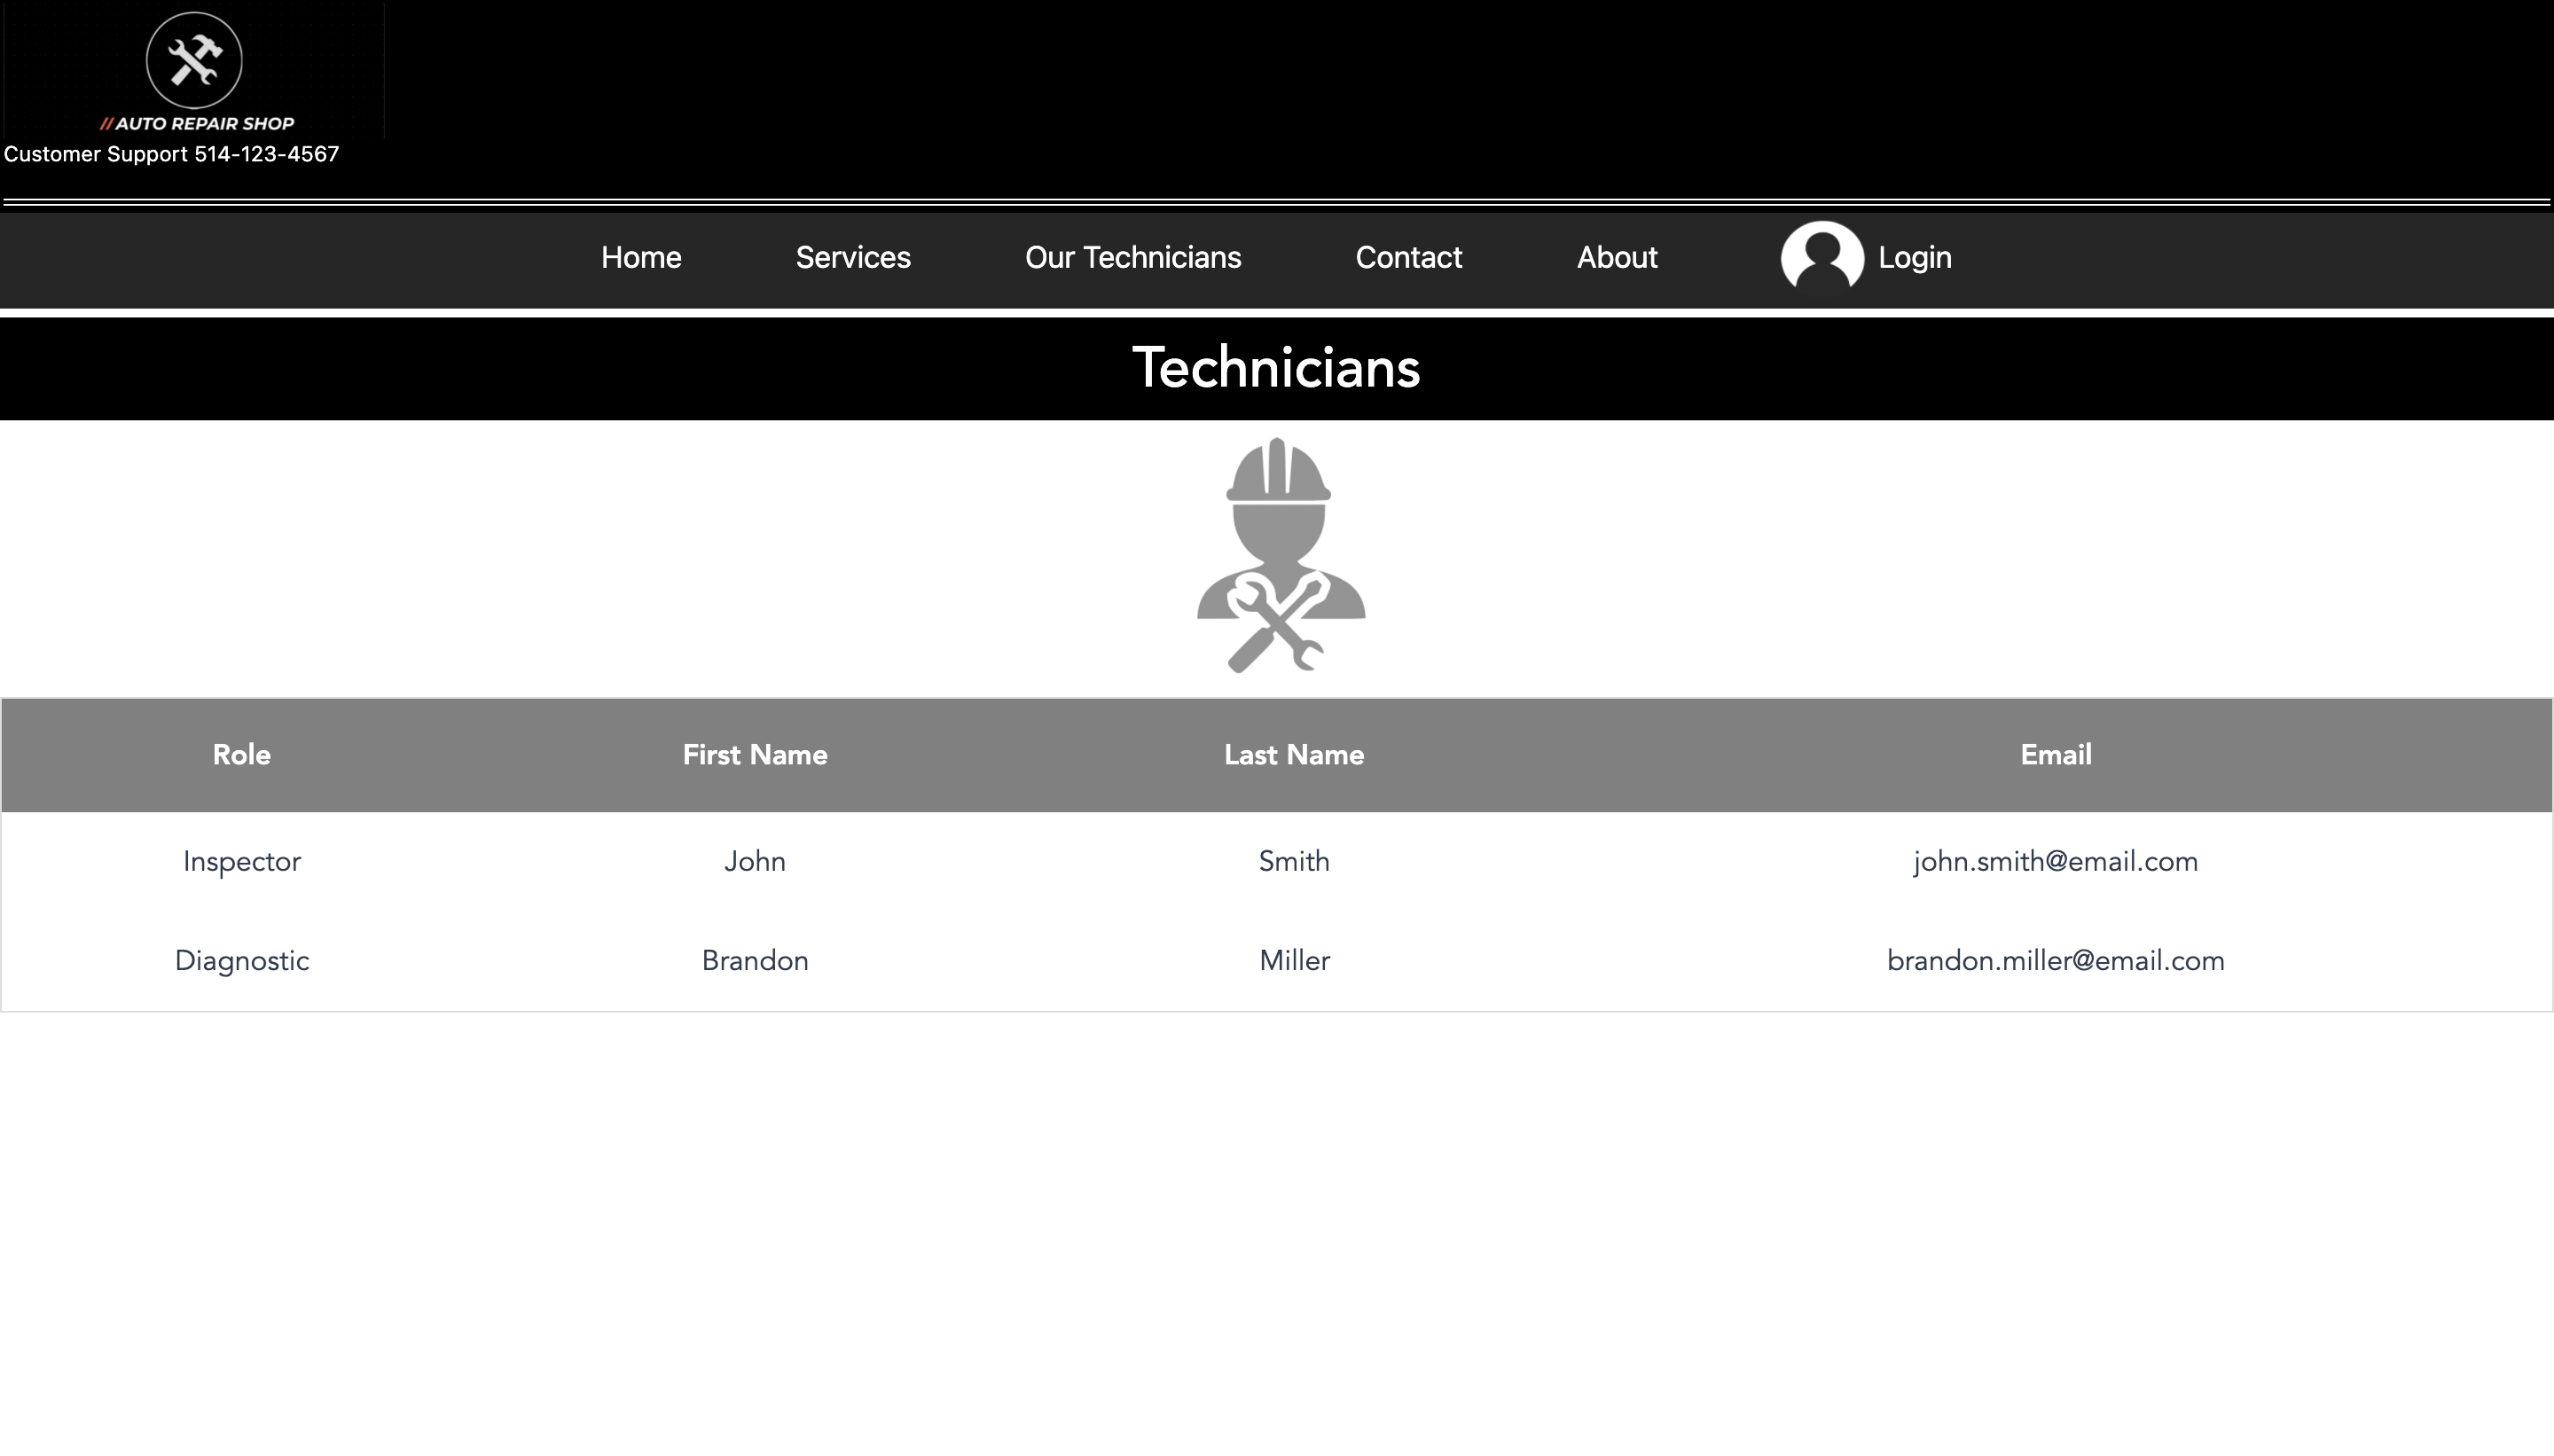 //AUTO REPAIR SHOP
Customer Support 514-123-4567
Home Services Our Technicians Contact About Login
Technicians
Role First Name Last Name Email
Inspector John Smith john.smith@email.com
Diagnostic Brandon Miller brandon.miller@email.com